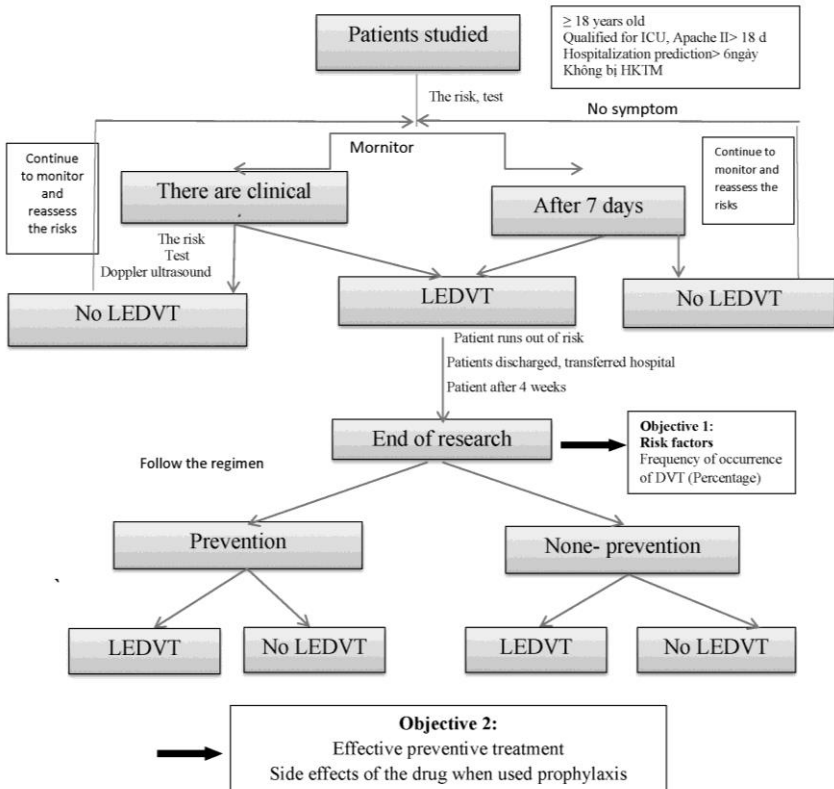 Patients studied
≥ 18 years old
Qualified for ICU, Apache II> 18 d
Hospitalization prediction> 6ngày
Không bị HKTM
The risk, test
No symptom
Mornitor
Continue
to monitor
and
reassess
the risks
There are clinical
After 7 days
Continue to
monitor and
reassess the
risks
The risk
Test
Doppler ultrasound
No LEDVT
LEDVT
No LEDVT
Patient runs out of risk
Patients discharged, transferred hospital
Patient after 4 weeks
End of research
Objective 1:
Risk factors
Frequency of occurrence
of DVT (Percentage)
Follow the regimen
Prevention
None- prevention
LEDVT
No LEDVT
LEDVT
No LEDVT
Objective 2:
Effective preventive treatment
Side effects of the drug when used prophylaxis